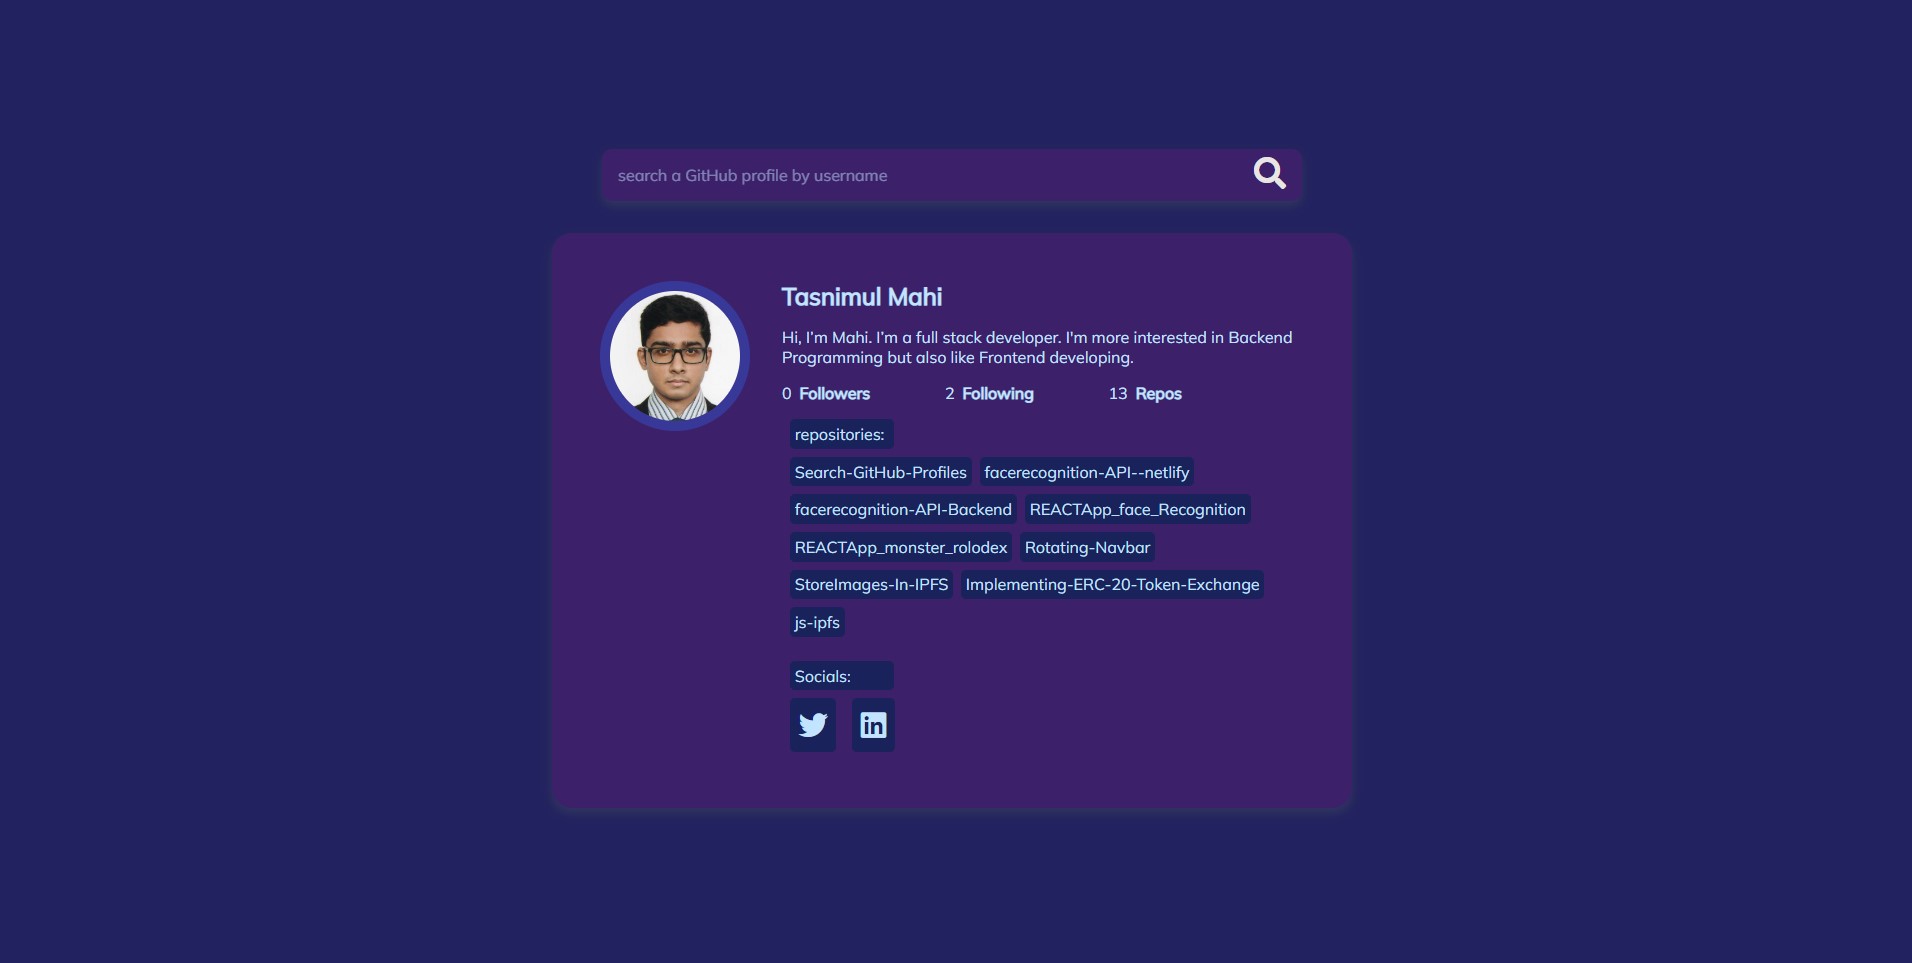 search a GitHub profile by username
Tasnimul Mahi
Hi, I'm Mahi. I'm a full stack developer. I'm more interested in Backend
Programming but also like Frontend developing.
0 Followers 2 Following 13 Repos
repositories:
Search-GitHub-Profiles facerecognition-API--netlify
facerecognition-API-Backend REACTApp_face_Recognition
REACTApp_monster_rolodex Rotating-Navbar
StoreImages-In-IPFS Implementing-ERC-20-Token-Exchange
js-ipfs
Socials:
in